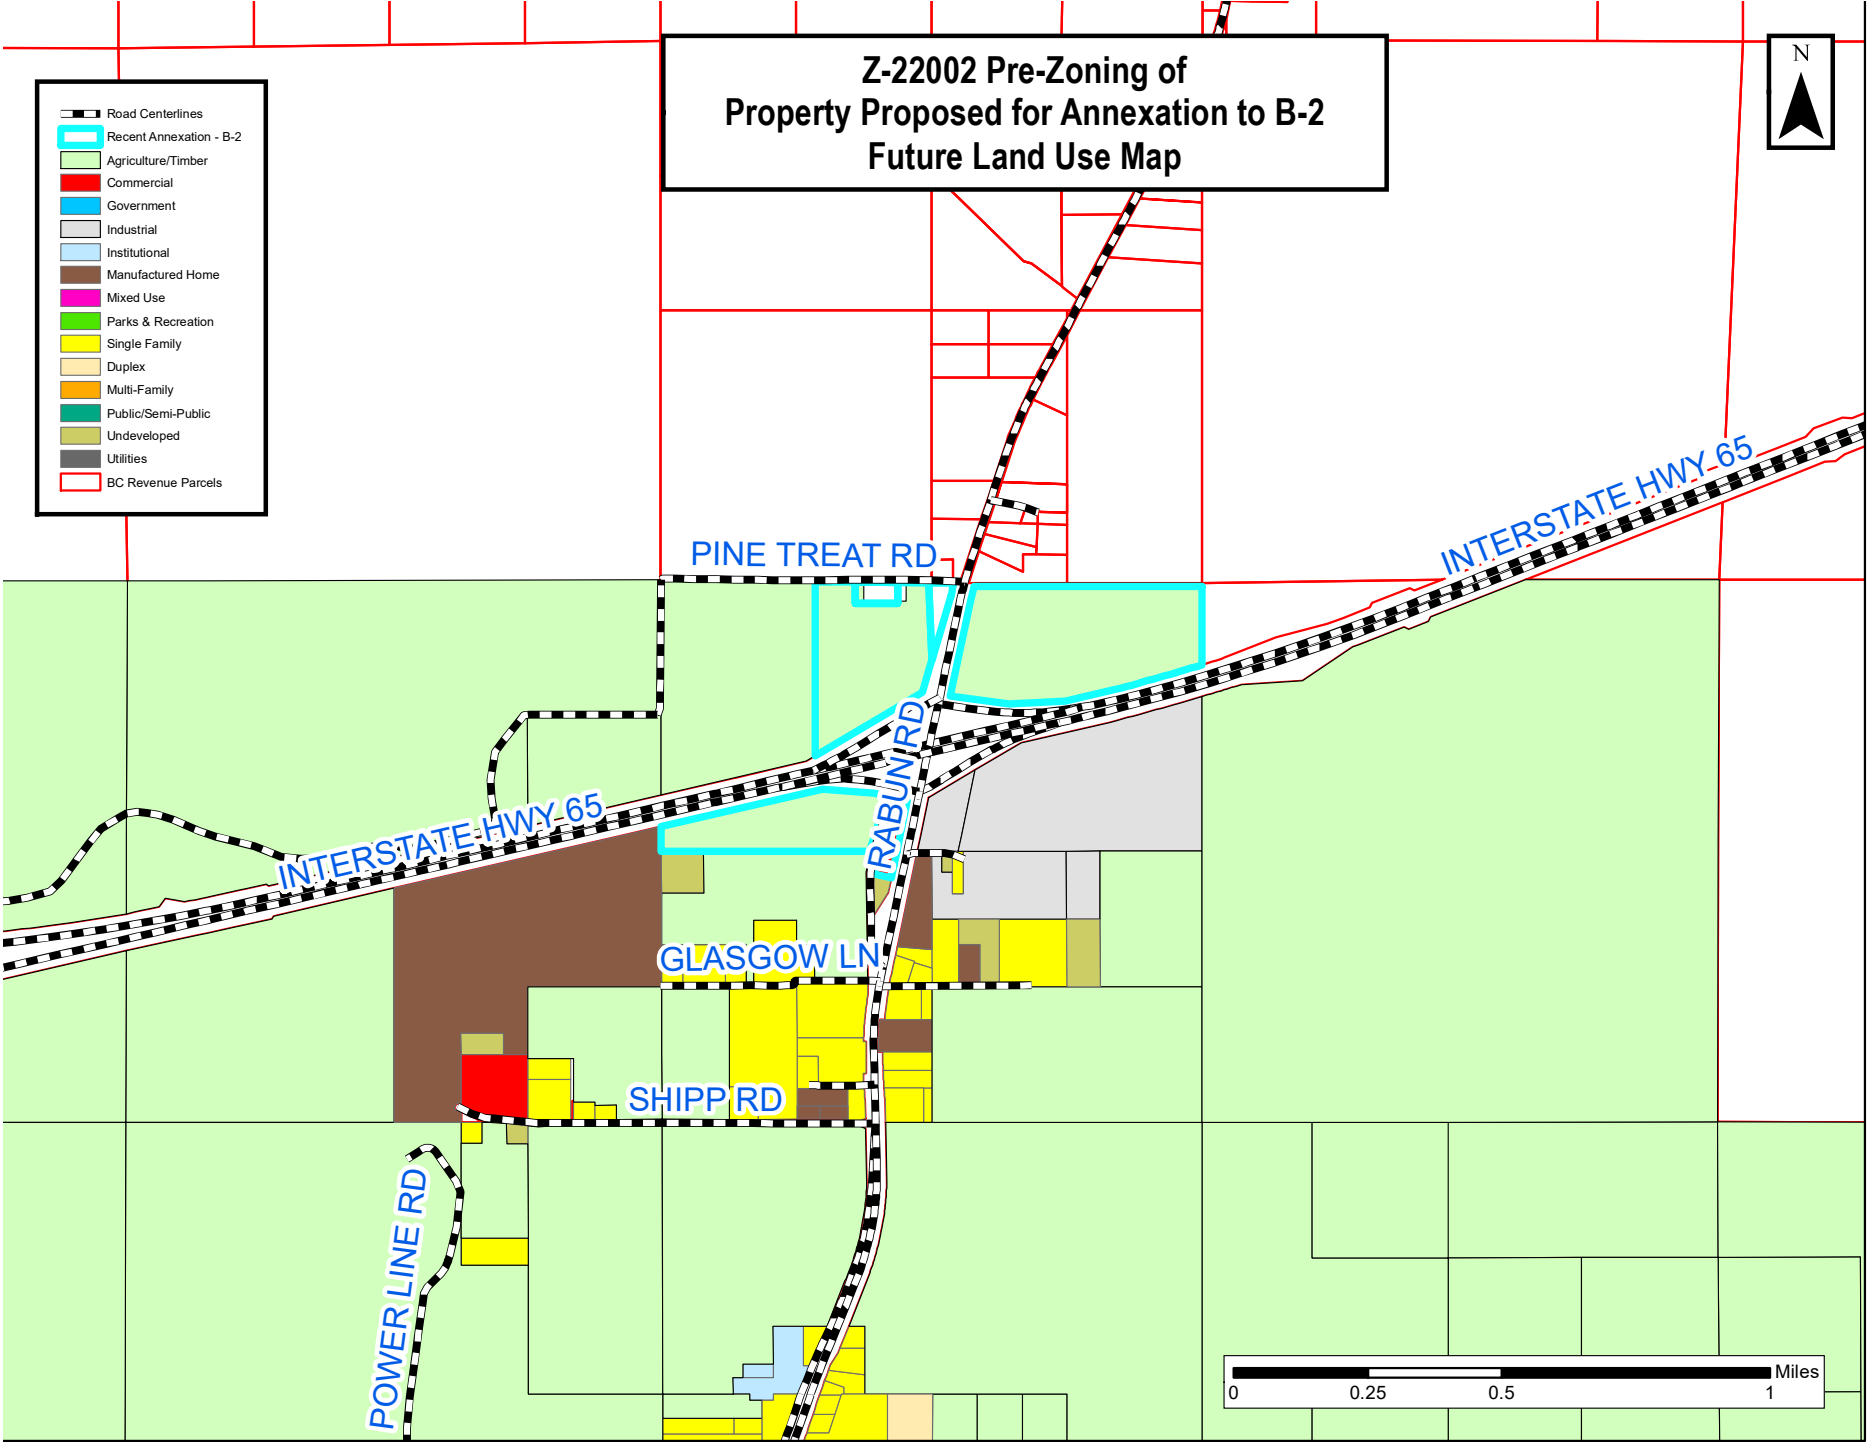 Z-22002 Pre-Zoning of
Property Proposed for Annexation to B-2
Future Land Use Map
N
Road Centerlines
Recent Annexation - B-2
Agriculture/Timber
Commercial
Government
Industrial
Institutional
Manufactured Home
Mixed Use
Parks & Recreation
Single Family
Duplex
Multi-Family
Public/Semi-Public
Undeveloped
Utilities
BC Revenue Parcels
INTERSTATE HWY 65
PINE TREAT RD
RABUN RD
INTERSTATE HWY 65
GLASGOW LN
SHIPP RD
POWER LINE RD
Miles
0 0.25 0.5 1